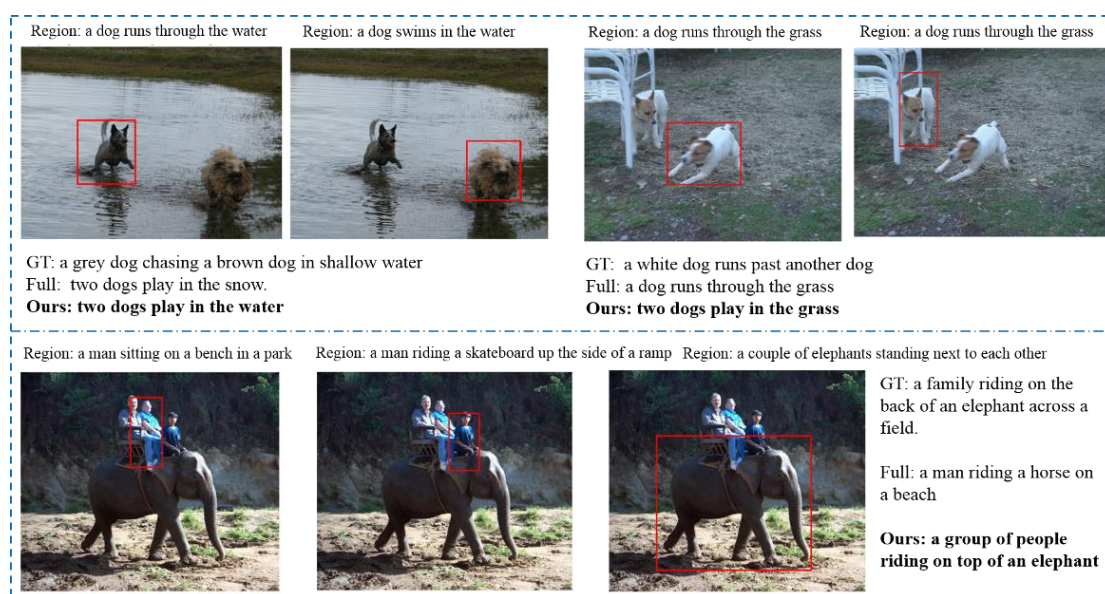 Region: a dog runs through the water
Region: a dog swims in the water
Region: a dog runs through the grass
Region: a dog runs through the grass
GT: a grey dog chasing a brown dog in shallow water
Full: two dogs play in the snow.
Ours: two dogs play in the water
GT: a white dog runs past another dog
Full: a dog runs through the grass
Ours: two dogs play in the grass
Region: a man sitting on a bench in a park
Region: a man riding a skateboard up the side of a ramp
Region: a couple of elephants standing next to each other
GT: a family riding on the
back of an elephant across a
field.
Full: a man riding a horse on
a beach
Ours: a group of people
riding on top of an elephant